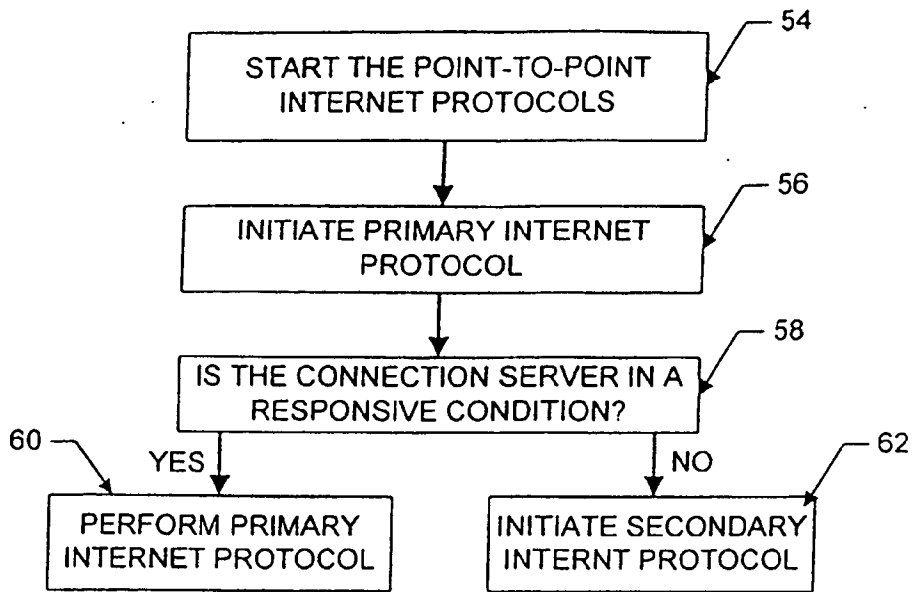 54
START THE POINT-TO-POINT
INTERNET PROTOCOLS
56
INITIATE PRIMARY INTERNET
PROTOCOL
58
IS THE CONNECTION SERVER IN A
RESPONSIVE CONDITION?
60
YES
NO
62
PERFORM PRIMARY
INTERNET PROTOCOL
INITIATE SECONDARY
INTERNT PROTOCOL